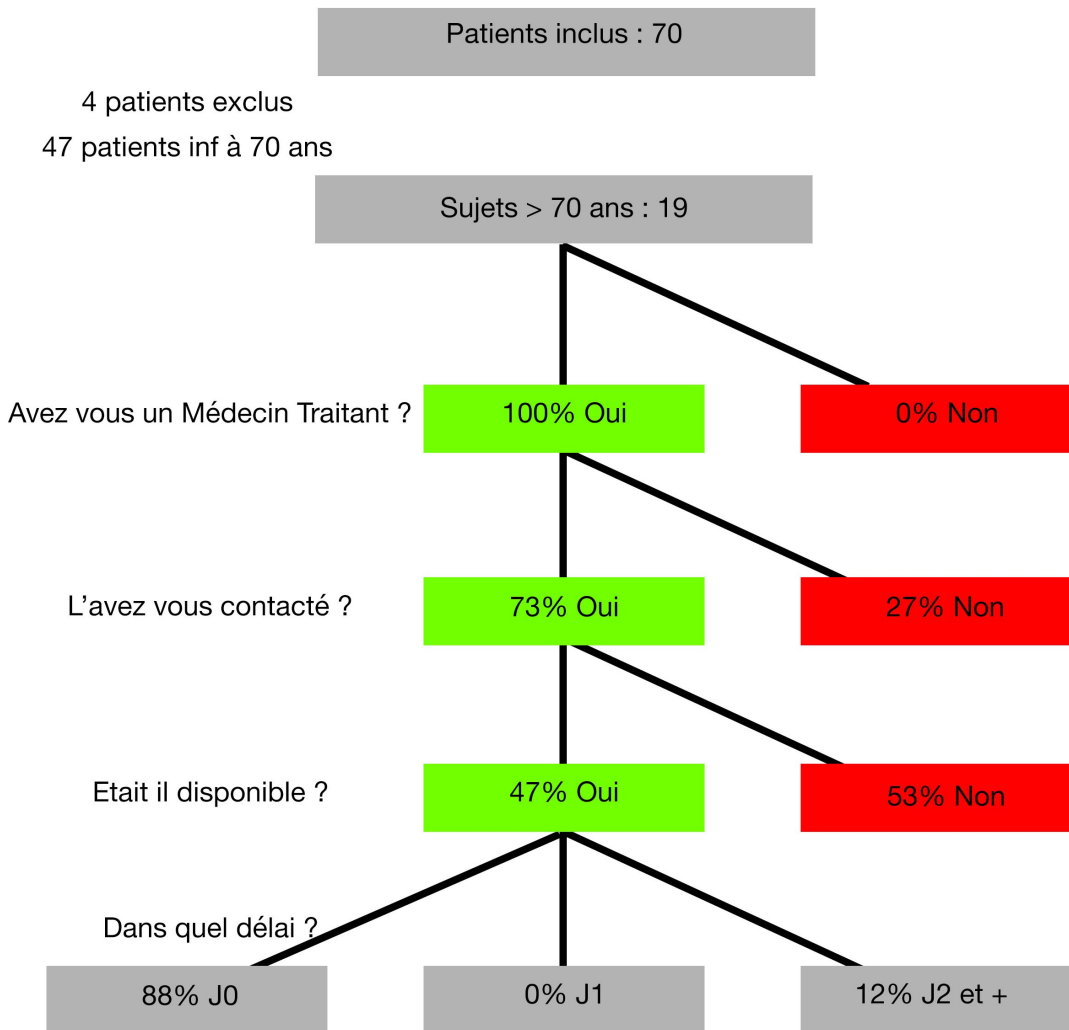 Patients inclus : 70
4 patients exclus
47 patients inf à 70 ans
Sujets > 70 ans : 19
Avez vous un Médecin Traitant ?
100% Oui
0% Non
L’avez vous contacté ?
73% Oui
27% Non
Etait il disponible ?
47% Oui
53% Non
Dans quel délai ?
88% J0
0% J1
12% J2 et +